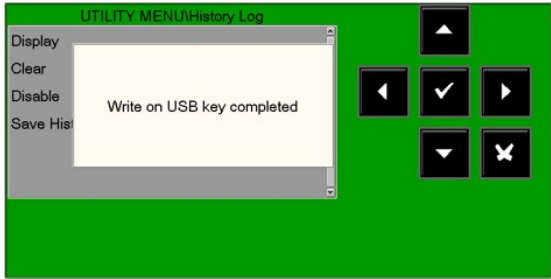 UTILITY MENU\History Log
Display
Clear
Disable
Write on USB key completed
Save Hist